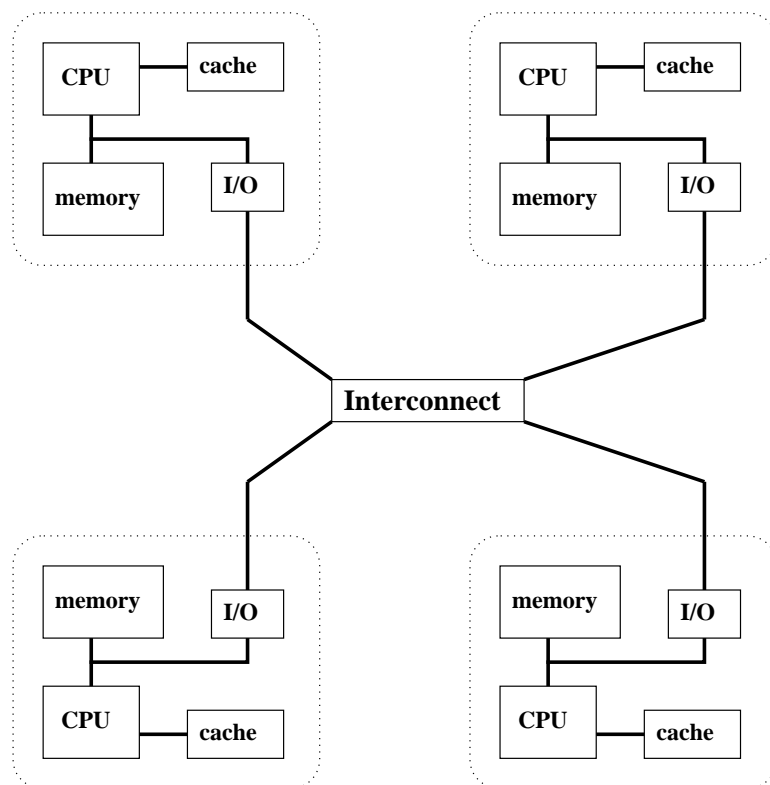 CPU
cache
memory
I/O
CPU
cache
memory
I/O
Interconnect
memory
I/O
CPU
cache
memory
I/O
CPU
cache